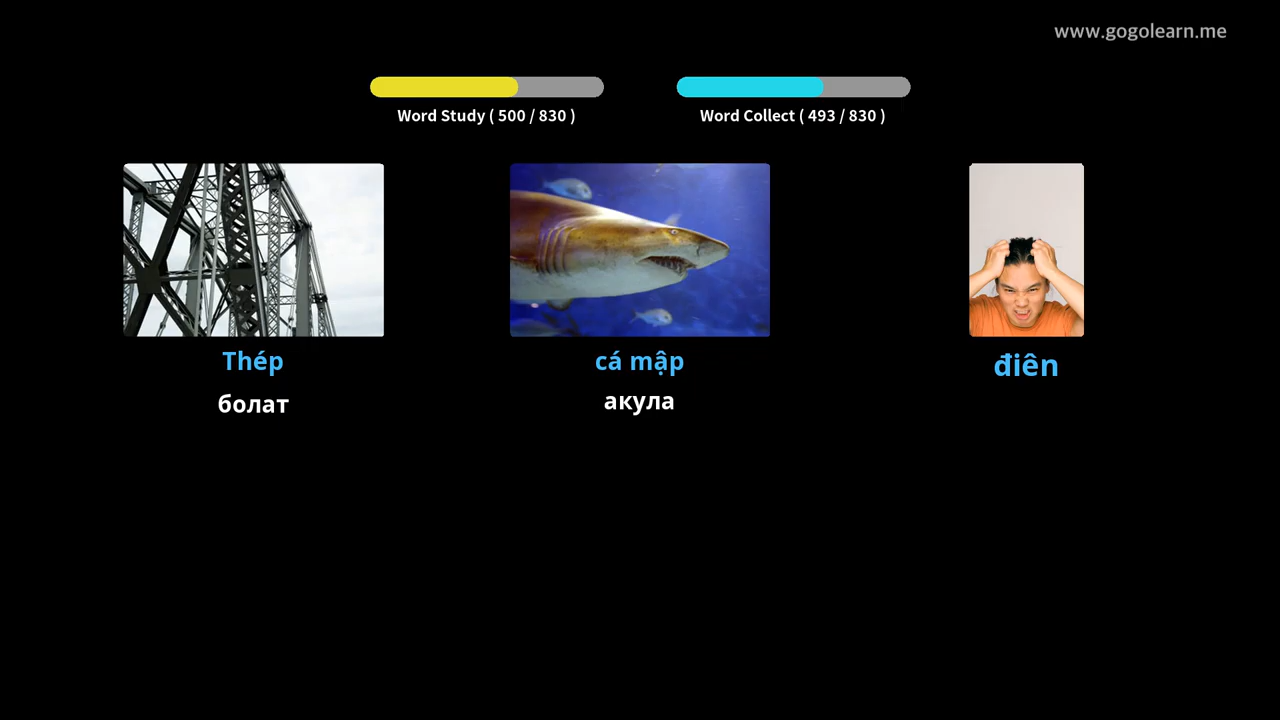 www.gogolearn.me
Word Study ( 500 / 830 )
Word Collect ( 493 / 830 )
Thép
cá mập
điên
болат
акула